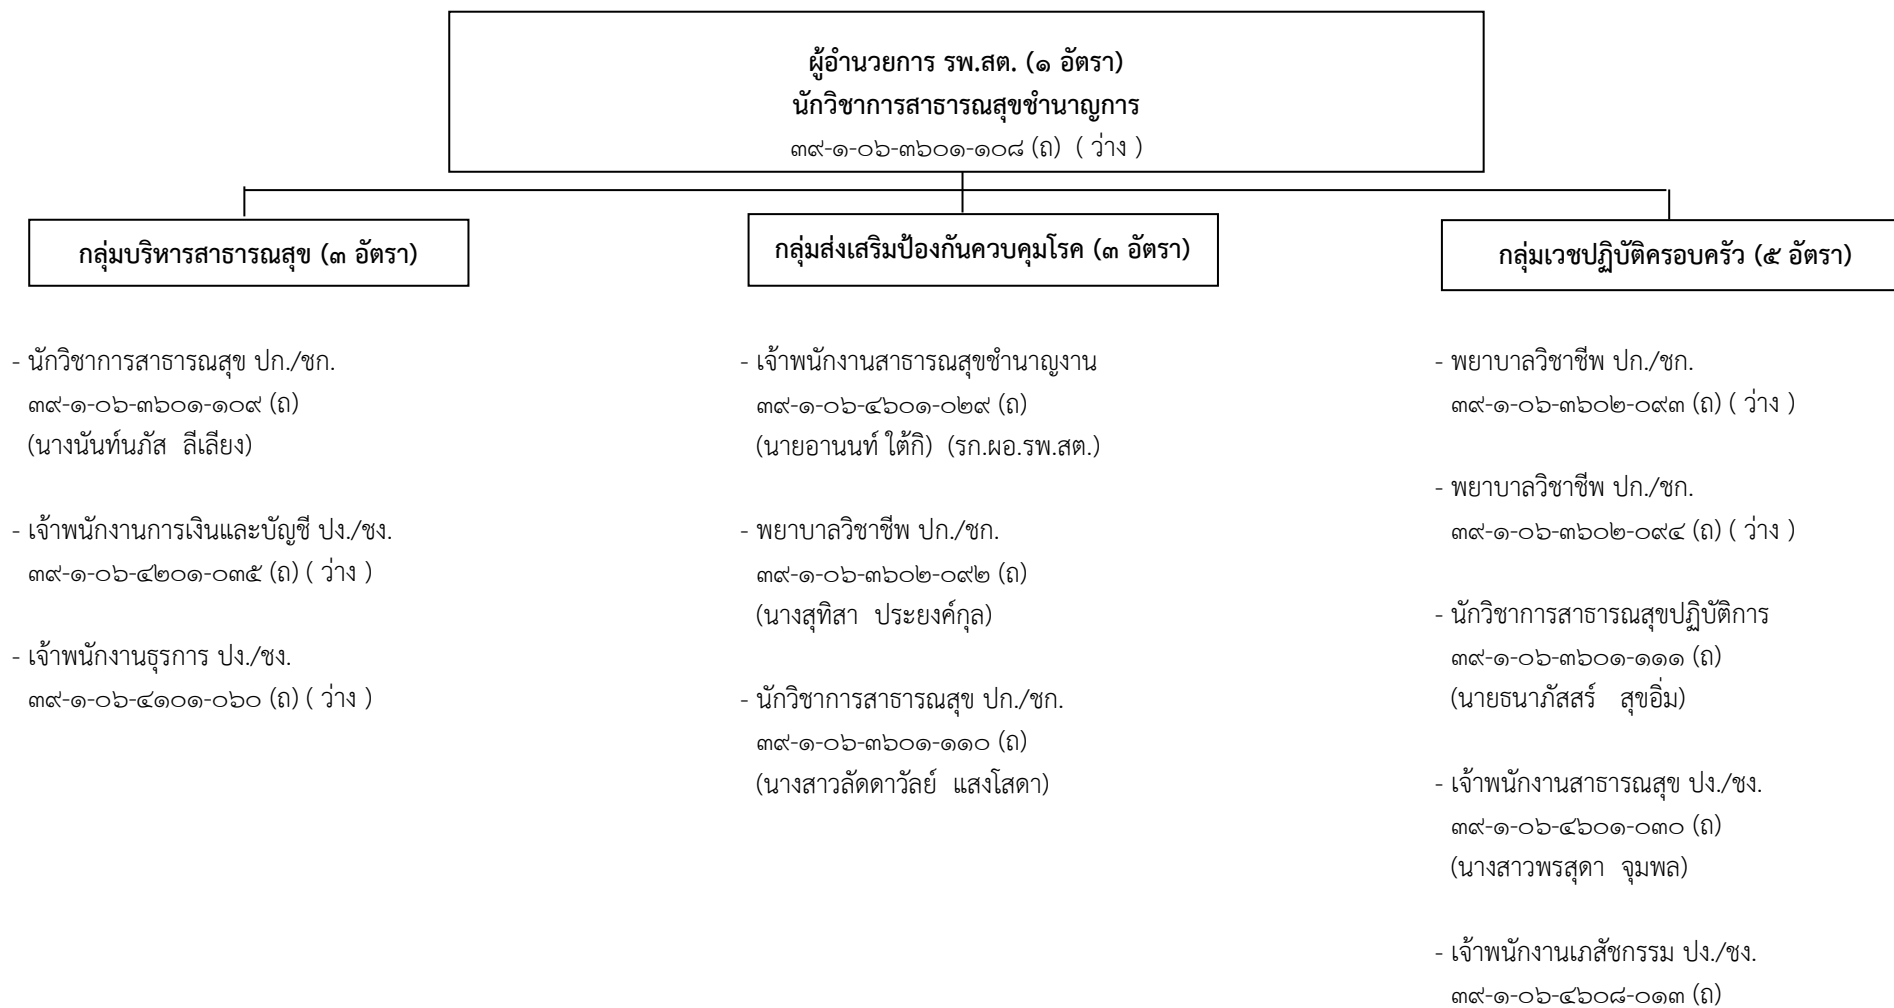 ผู้อำนวยการ รพ.สต. (๑ อัตรา)
นักวิชาการสาธารณสุขชำนาญการ
๓๙-๑-๐๖-๓๖๐๑-๑๐๘ (ถ) ( ว่าง )
กลุ่มบริหารสาธารณสุข (๓ อัตรา)
- นักวิชาการสาธารณสุข ปก./ชก.
๓๙-๑-๐๖-๓๖๐๑-๑๐๙ (ถ)
(นางนันท์นภัส ลีเลียง)
- เจ้าพนักงานการเงินและบัญชี ปง./ชง.
๓๙-๑-๐๖-๔๒๐๑-๐๓๕ (ถ) ( ว่าง )
- เจ้าพนักงานธุรการ ปง./ชง.
๓๙-๑-๐๖-๔๑๐๑-๐๖๐ (ถ) ( ว่าง )
กลุ่มส่งเสริมป้องกันควบคุมโรค (๓ อัตรา)
- เจ้าพนักงานสาธารณสุขชำนาญงาน
๓๙-๑-๐๖-๔๖๐๑-๐๒๙ (ถ)
(นายอานนท์ ใต้กิ) (รก.ผอ.รพ.สต.)
- พยาบาลวิชาชีพ ปก./ชก.
๓๙-๑-๐๖-๓๖๐๒-๐๙๒ (ถ)
(นางสุทิสา ประยงค์กุล)
- นักวิชาการสาธารณสุข ปก./ชก.
๓๙-๑-๐๖-๓๖๐๑-๑๑๐ (ถ)
(นางสาวลัดดาวัลย์ แสงโสดา)
กลุ่มเวชปฏิบัติครอบครัว (๕ อัตรา)
- พยาบาลวิชาชีพ ปก./ชก.
๓๙-๑-๐๖-๓๖๐๒-๐๙๓ (ถ) ( ว่าง )
- พยาบาลวิชาชีพ ปก./ชก.
๓๙-๑-๐๖-๓๖๐๒-๐๙๔ (ถ) ( ว่าง )
- นักวิชาการสาธารณสุขปฏิบัติการ
๓๙-๑-๐๖-๓๖๐๑-๑๑๑ (ถ)
(นายธนาภัสสร์ สุขอิ่ม)
- เจ้าพนักงานสาธารณสุข ปง./ชง.
๓๙-๑-๐๖-๔๖๐๑-๐๓๐ (ถ)
(นางสาวพรสุดา จุมพล)
- เจ้าพนักงานเภสัชกรรม ปง./ชง.
๓๙-๑-๐๖-๔๖๐๘-๐๑๓ (ถ)